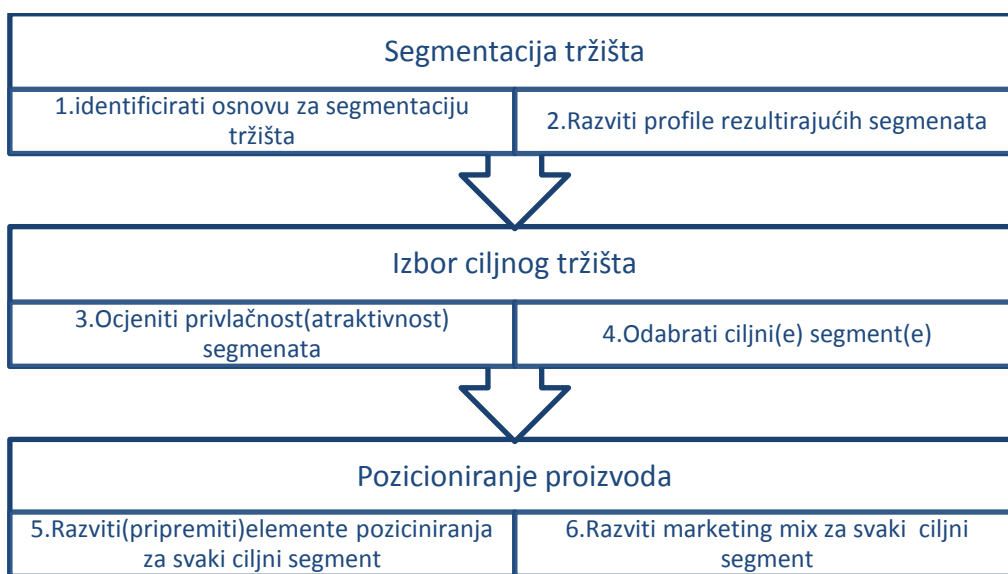 Segmentacija tržišta
1.identificirati osnovu za segmentaciju
tržišta
2.Razviti profile rezultirajućih segmenata
Izbor ciljnog tržišta
3.Ocjeniti privlačnost(atraktivnost)
segmenata
4.Odabrati ciljni(e) segment(e)
Pozicioniranje proizvoda
5.Razviti(pripremiti)elemente poziciniranja
za svaki ciljni segment
6.Razviti marketing mix za svaki  ciljni
segment